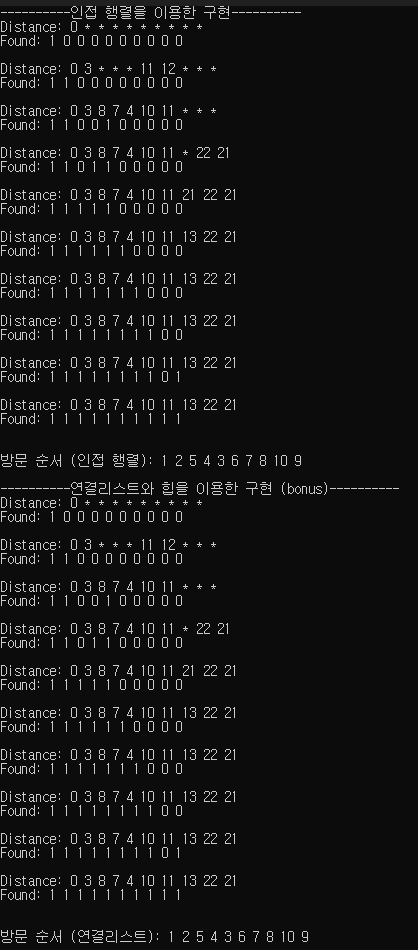 ----------인접 행렬을 이용한 구현----------
Distance: 0 * * * * * * * * *
Found: 1 0 0 0 0 0 0 0 0 0
Distance: 0 3 * * * 11 12 * * *
Found: 1 1 0 0 0 0 0 0 0 0
Distance: 0 3 8 7 4 10 11 * * *
Found: 1 1 0 0 1 0 0 0 0 0
Distance: 0 3 8 7 4 10 11 * 22 21
Found: 1 1 0 1 1 0 0 0 0 0
Distance: 0 3 8 7 4 10 11 21 22 21
Found: 1 1 1 1 1 0 0 0 0 0
Distance: 0 3 8 7 4 10 11 13 22 21
Found: 1 1 1 1 1 1 0 0 0 0
Distance: 0 3 8 7 4 10 11 13 22 21
Found: 1 1 1 1 1 1 1 0 0 0
Distance: 0 3 8 7 4 10 11 13 22 21
Found: 1 1 1 1 1 1 1 1 0 0
Distance: 0 3 8 7 4 10 11 13 22 21
Found: 1 1 1 1 1 1 1 1 0 1
Distance: 0 3 8 7 4 10 11 13 22 21
Found: 1 1 1 1 1 1 1 1 1 1
방문 순서 (인접 행렬): 1 2 5 4 3 6 7 8 10 9
----------연결리스트와 힙을 이용한 구현 (bonus)----------
Distance: 0 * * * * * * * * *
Found: 1 0 0 0 0 0 0 0 0 0
Distance: 0 3 * * * 11 12 * * *
Found: 1 1 0 0 0 0 0 0 0 0
Distance: 0 3 8 7 4 10 11 * * *
Found: 1 1 0 0 1 0 0 0 0 0
Distance: 0 3 8 7 4 10 11 * 22 21
Found: 1 1 0 1 1 0 0 0 0 0
Distance: 0 3 8 7 4 10 11 21 22 21
Found: 1 1 1 1 1 0 0 0 0 0
Distance: 0 3 8 7 4 10 11 13 22 21
Found: 1 1 1 1 1 1 0 0 0 0
Distance: 0 3 8 7 4 10 11 13 22 21
Found: 1 1 1 1 1 1 1 0 0 0
Distance: 0 3 8 7 4 10 11 13 22 21
Found: 1 1 1 1 1 1 1 1 0 0
Distance: 0 3 8 7 4 10 11 13 22 21
Found: 1 1 1 1 1 1 1 1 0 1
Distance: 0 3 8 7 4 10 11 13 22 21
Found: 1 1 1 1 1 1 1 1 1 1
방문 순서 (연결리스트): 1 2 5 4 3 6 7 8 10 9